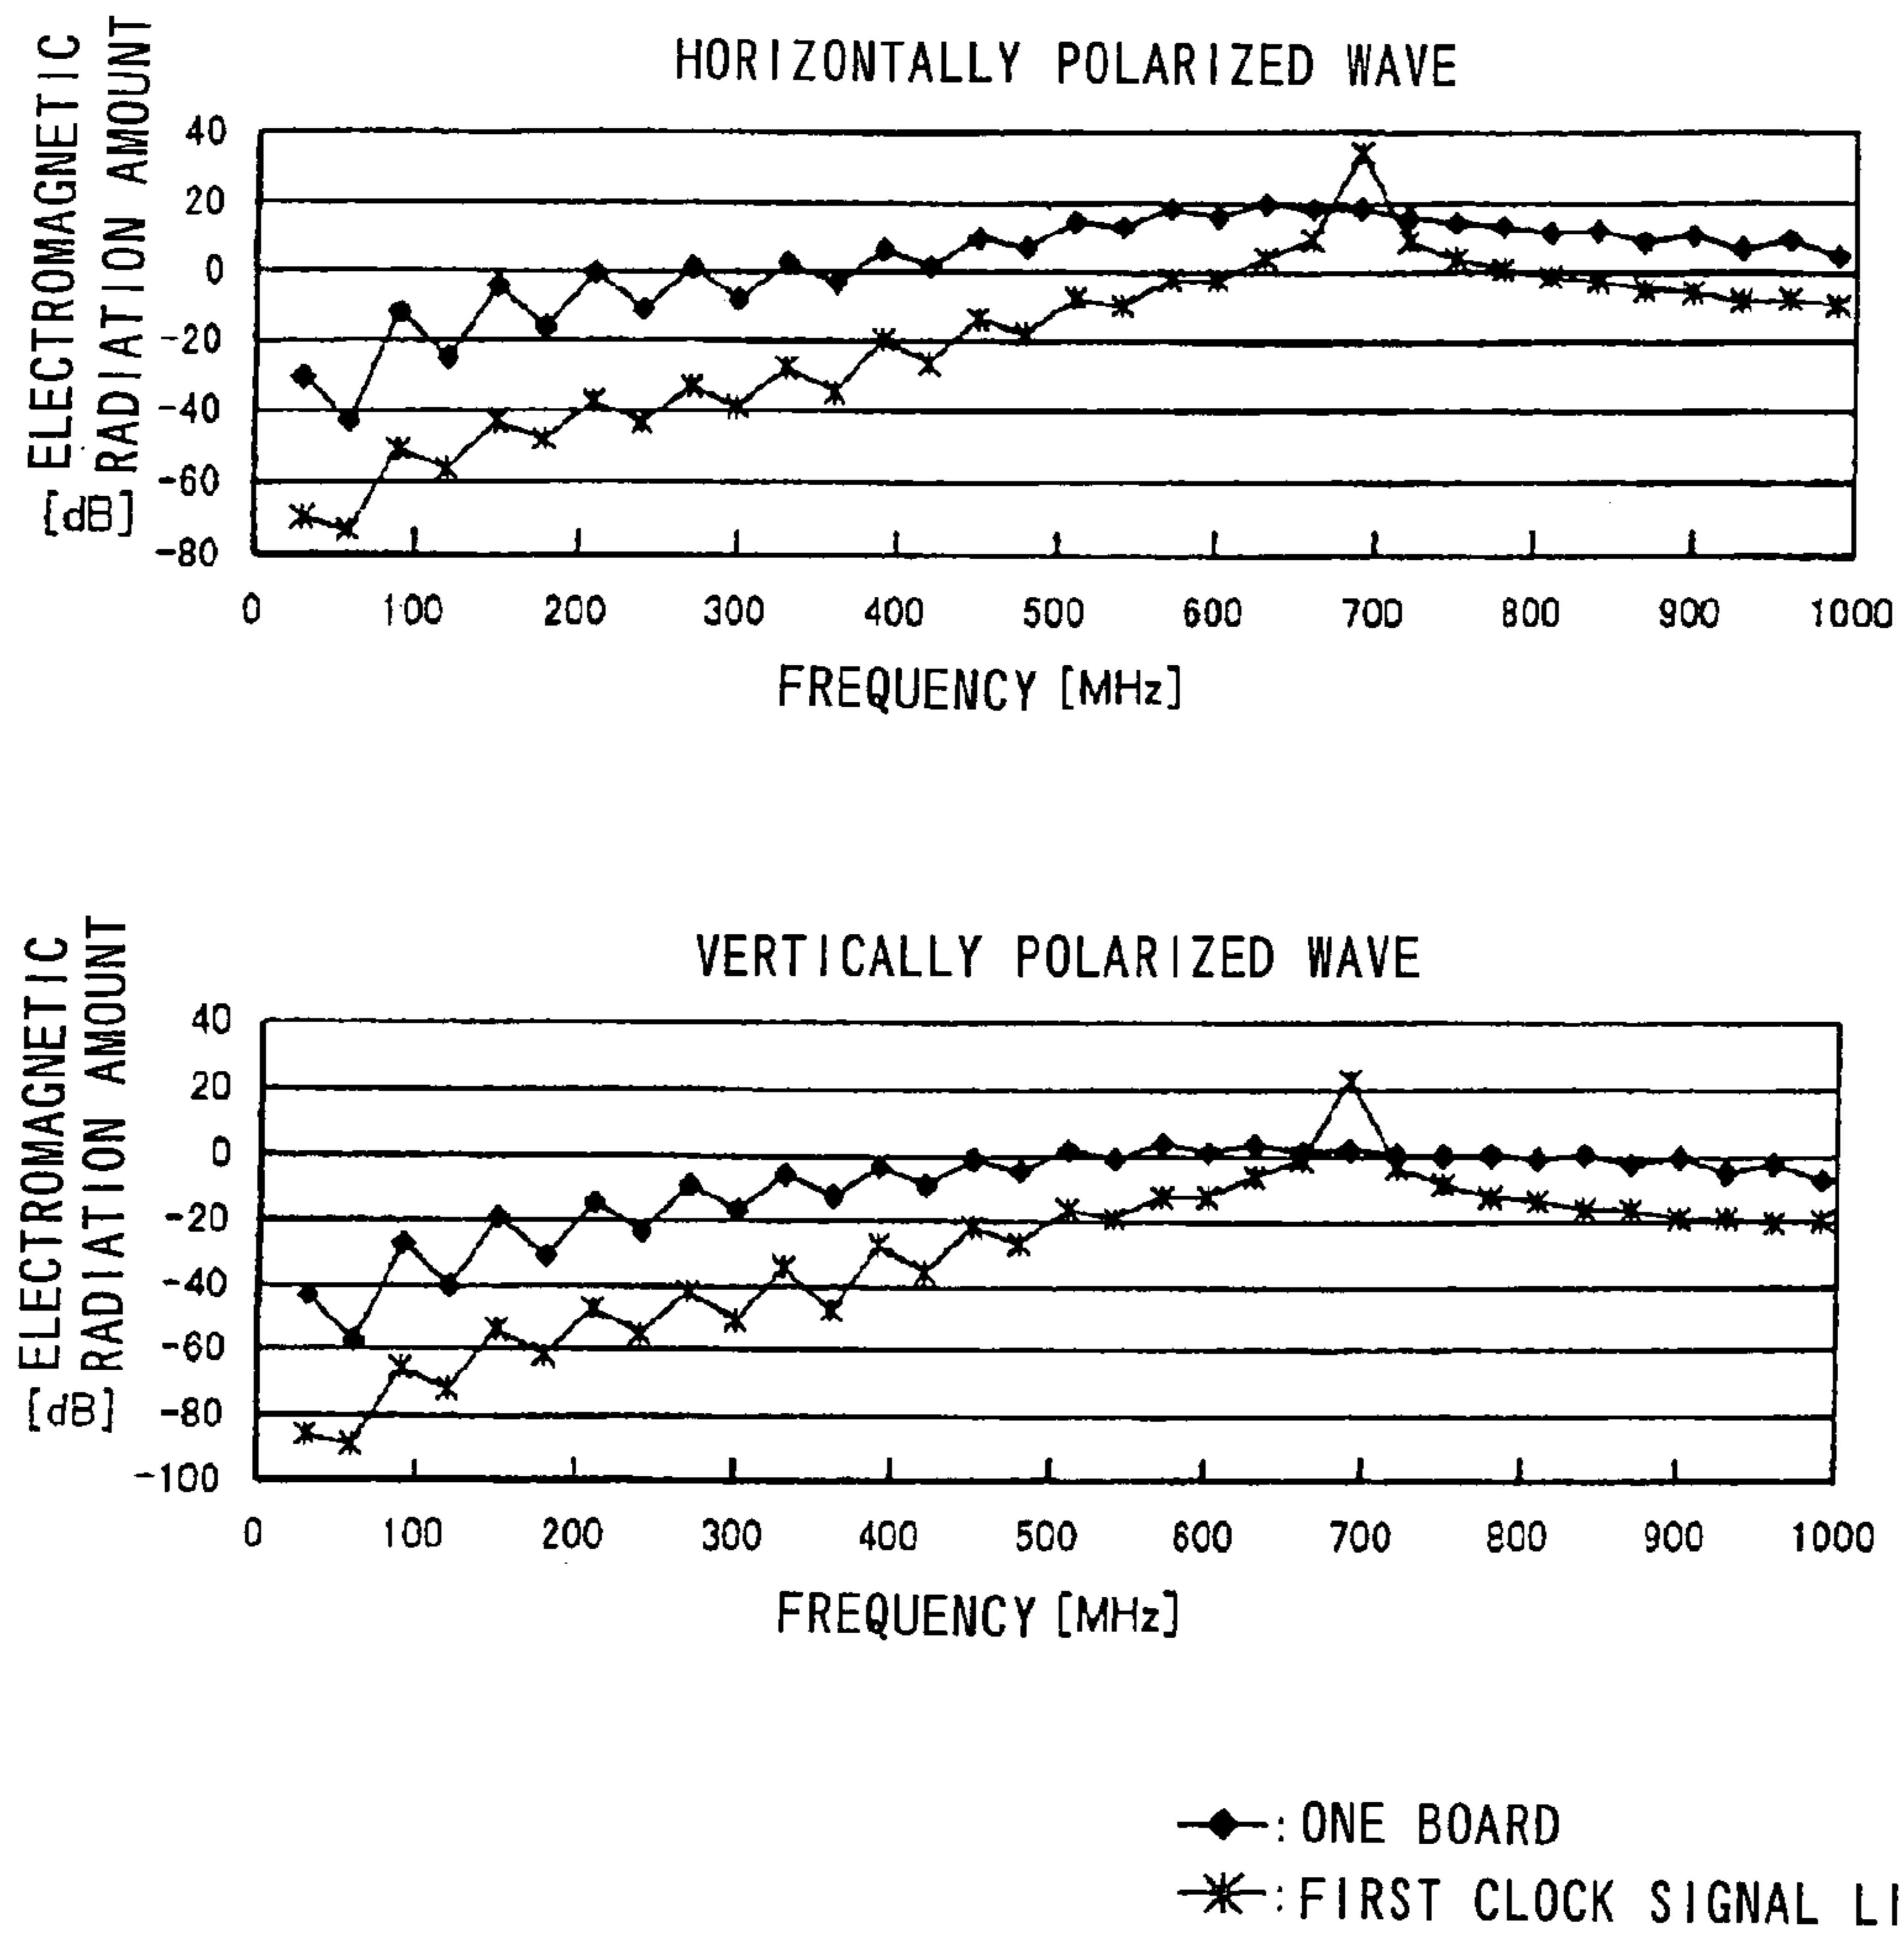 HORIZONTALLY POLARIZED WAVE
ELECTROMAGNETIC
RADIATION AMOUNT
[dB]
40
20
0
-20
-40
-60
-80
0 100 200 300 400 500 600 700 800 900 1000
FREQUENCY [MHz]
VERTICALLY POLARIZED WAVE
ELECTROMAGNETIC
RADIATION AMOUNT
[dB]
40
20
0
-20
-40
-60
-80
-100
0 100 200 300 400 500 600 700 800 900 1000
FREQUENCY [MHz]
: ONE BOARD
: FIRST CLOCK SIGNAL